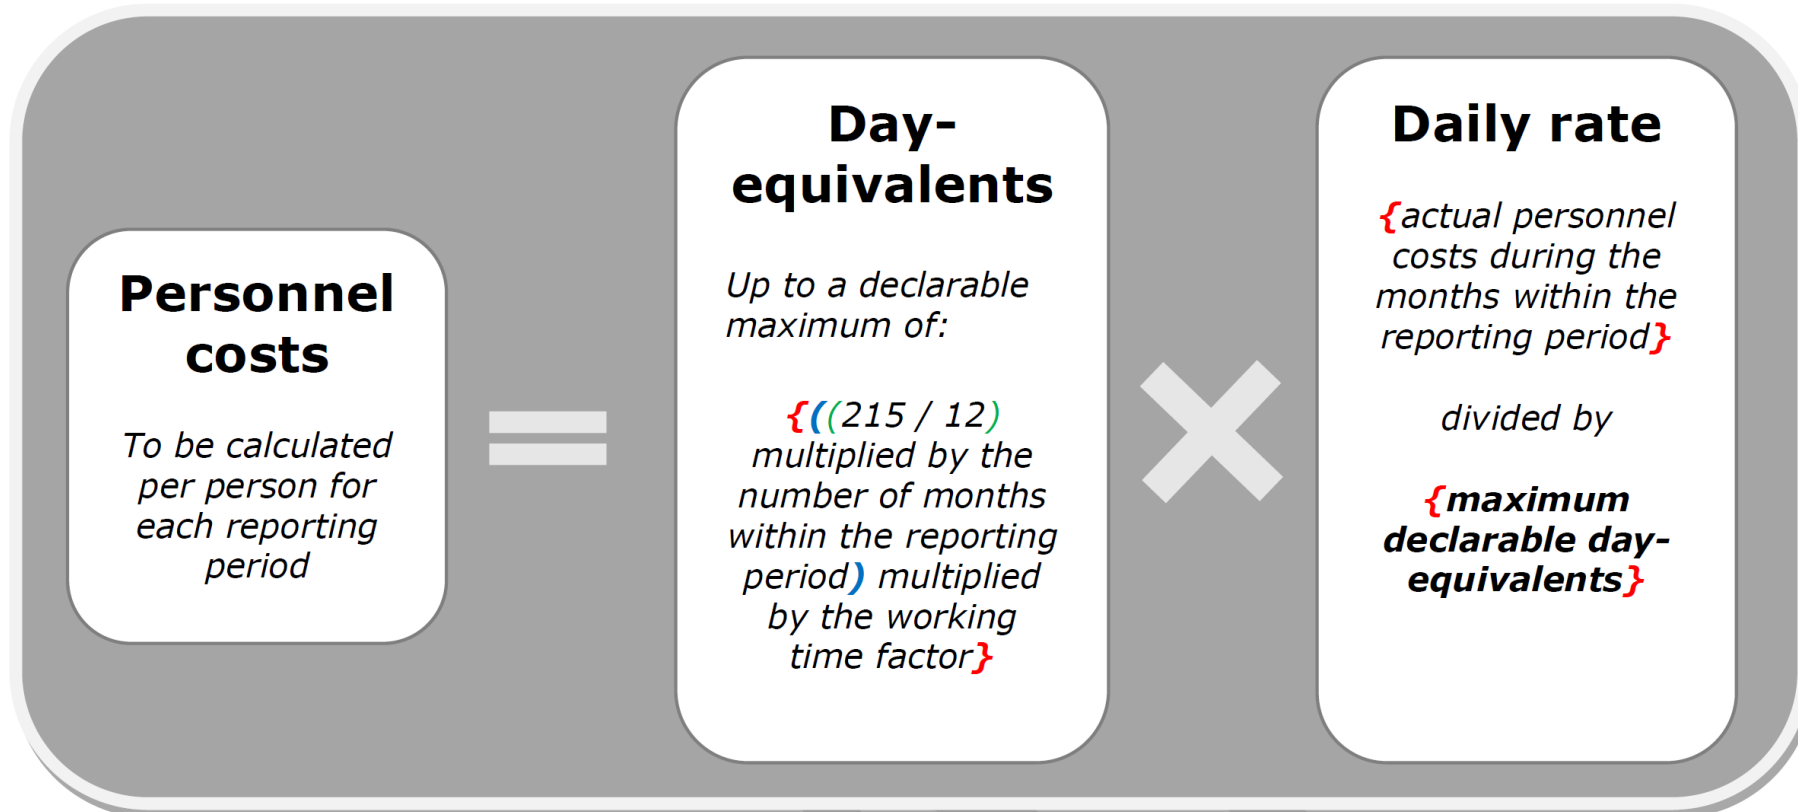 Personnel
costs
To be calculated
per person for
each reporting
period
=
Day-
equivalents
Up to a declarable
maximum of:
{((215 / 12)
multiplied by the
number of months
within the reporting
period) multiplied
by the working
time factor}
×
Daily rate
{actual personnel
costs during the
months within the
reporting period}
divided by
{maximum
declarable day-
equivalents}